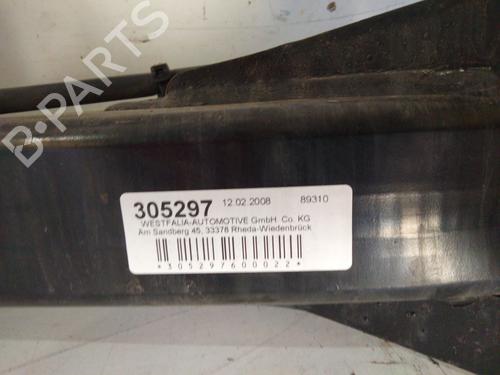 B-PARTS
305297 12.02.2008 89310
WESTFALIA-AUTOMOTIVE GmbH Co. KG
Am Sandberg 45, 33378 Rheda-Wiedenbrück
*305297600022*